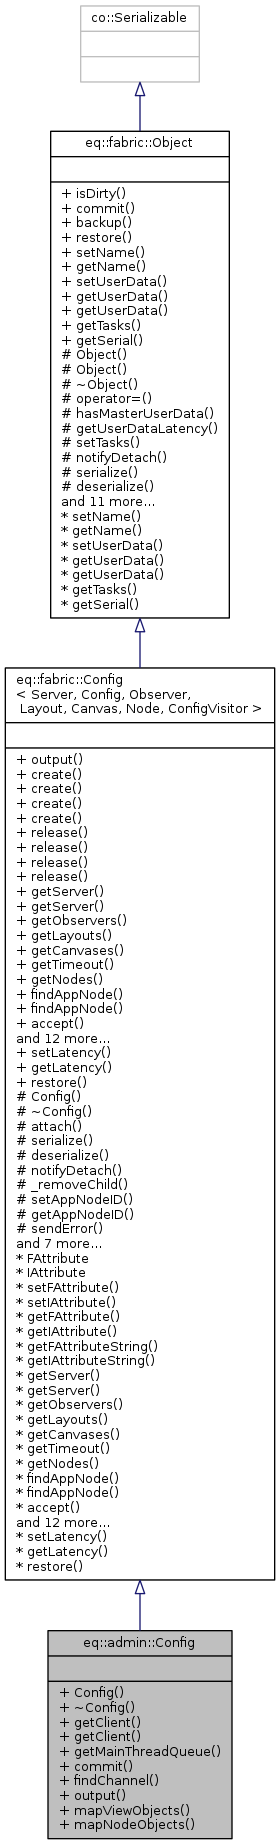 co::Serializable
eq::fabric::Object
+ isDirty()
+ commit()
+ backup()
+ restore()
+ setName()
+ getName()
+ setUserData()
+ getUserData()
+ getUserData()
+ getTasks()
+ getSerial()
# Object()
# Object()
# ~Object()
# operator=()
# hasMasterUserData()
# getUserDataLatency()
# setTasks()
# notifyDetach()
# serialize()
# deserialize()
and 11 more...
* setName()
* getName()
* setUserData()
* getUserData()
* getUserData()
* getTasks()
* getSerial()
eq::fabric::Config
< Server, Config, Observer,
Layout, Canvas, Node, ConfigVisitor >
+ output()
+ create()
+ create()
+ create()
+ create()
+ release()
+ release()
+ release()
+ release()
+ getServer()
+ getServer()
+ getObservers()
+ getLayouts()
+ getCanvases()
+ getTimeout()
+ getNodes()
+ findAppNode()
+ findAppNode()
+ accept()
and 12 more...
+ setLatency()
+ getLatency()
+ restore()
# Config()
# ~Config()
# attach()
# serialize()
# deserialize()
# notifyDetach()
# _removeChild()
# setAppNodeID()
# getAppNodeID()
# sendError()
and 7 more...
* FAttribute
* IAttribute
* setFAttribute()
* setIAttribute()
* getFAttribute()
* getIAttribute()
* getFAttributeString()
* getIAttributeString()
* getServer()
* getServer()
* getObservers()
* getLayouts()
* getCanvases()
* getTimeout()
* getNodes()
* findAppNode()
* findAppNode()
* accept()
and 12 more...
* setLatency()
* getLatency()
* restore()
eq::admin::Config
+ Config()
+ ~Config()
+ getClient()
+ getClient()
+ getMainThreadQueue()
+ commit()
+ findChannel()
+ output()
+ mapViewObjects()
+ mapNodeObjects()